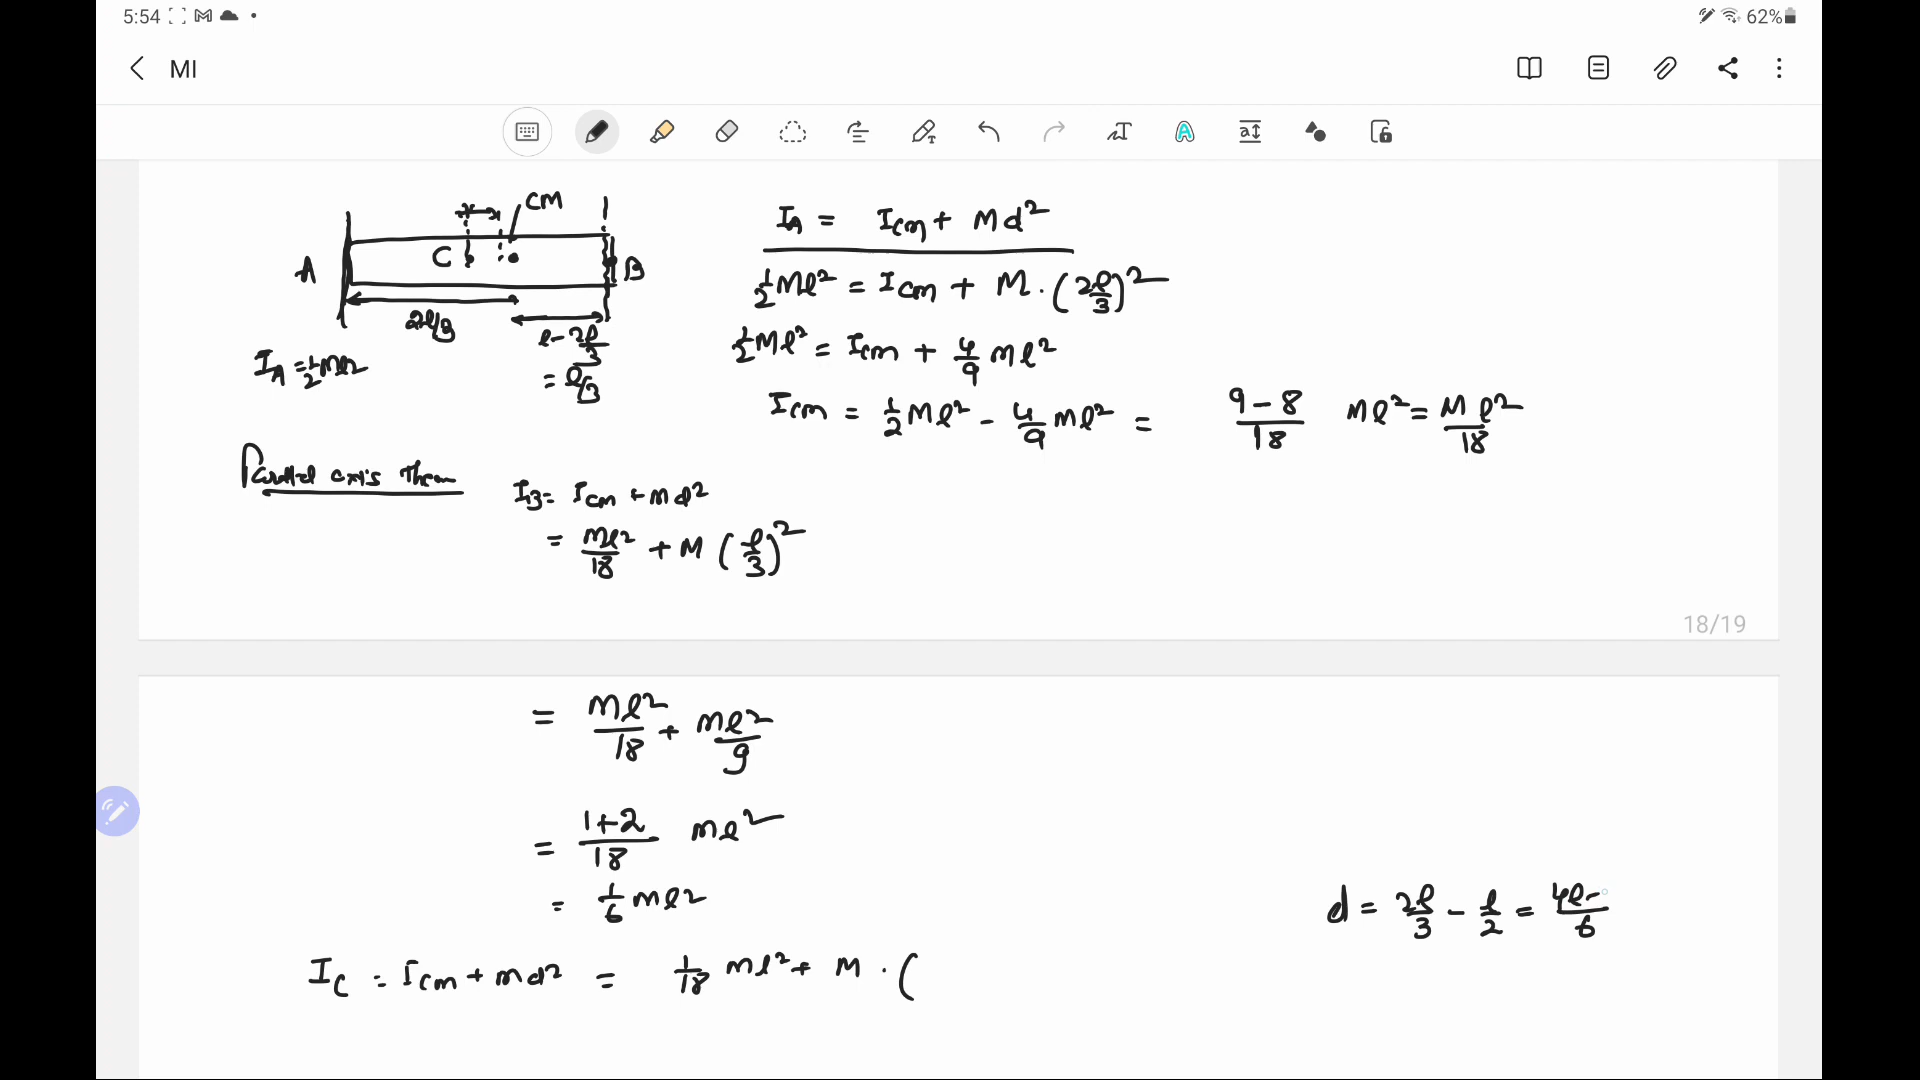 5:54
62%
MI
CM
C
A
B
2l/3
l - 2l/3
= l/3
I_A = 1/2 Ml²
I_A = I_cm + Md²
1/2 Ml² = I_cm + M · (2l/3)²
1/2 Ml² = I_cm + 4/9 Ml²
I_cm = 1/2 Ml² - 4/9 Ml² = (9 - 8)/18 Ml² = Ml²/18
Parallel axis
I_B = I_cm + Md²
= Ml²/18 + M (l/3)²
18/19
= Ml²/18 + Ml²/9
= (1+2)/18 Ml²
= 1/6 Ml²
d = 2l/3 - l/2 = 4l-/6
I_C = I_cm + Md² = 1/18 Ml² + M · (